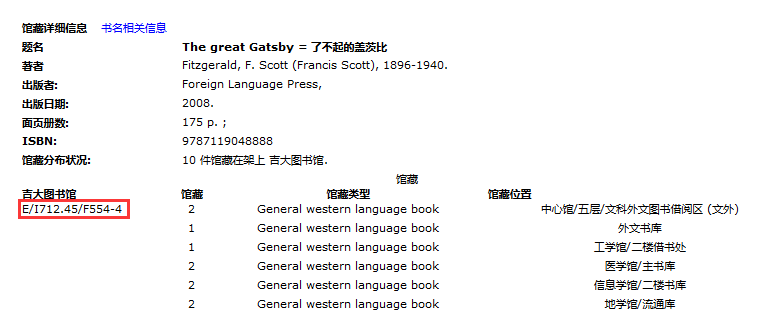 馆藏详细信息 书名相关信息
题名 The great Gatsby = 了不起的盖茨比
著者 Fitzgerald, F. Scott (Francis Scott), 1896-1940.
出版者: Foreign Language Press,
出版日期: 2008.
面页册数: 175 p. ;
ISBN: 9787119048888
馆藏分布状况: 10 件馆藏在架上 吉大图书馆.
馆藏
吉大图书馆 馆藏 馆藏类型 馆藏位置
E/I712.45/F554-4 2 General western language book 中心馆/五层/文科外文图书借阅区 (文外)
1 General western language book 外文书库
1 General western language book 工学馆/二楼借书处
2 General western language book 医学馆/主书库
2 General western language book 信息学馆/二楼书库
2 General western language book 地学馆/流通库